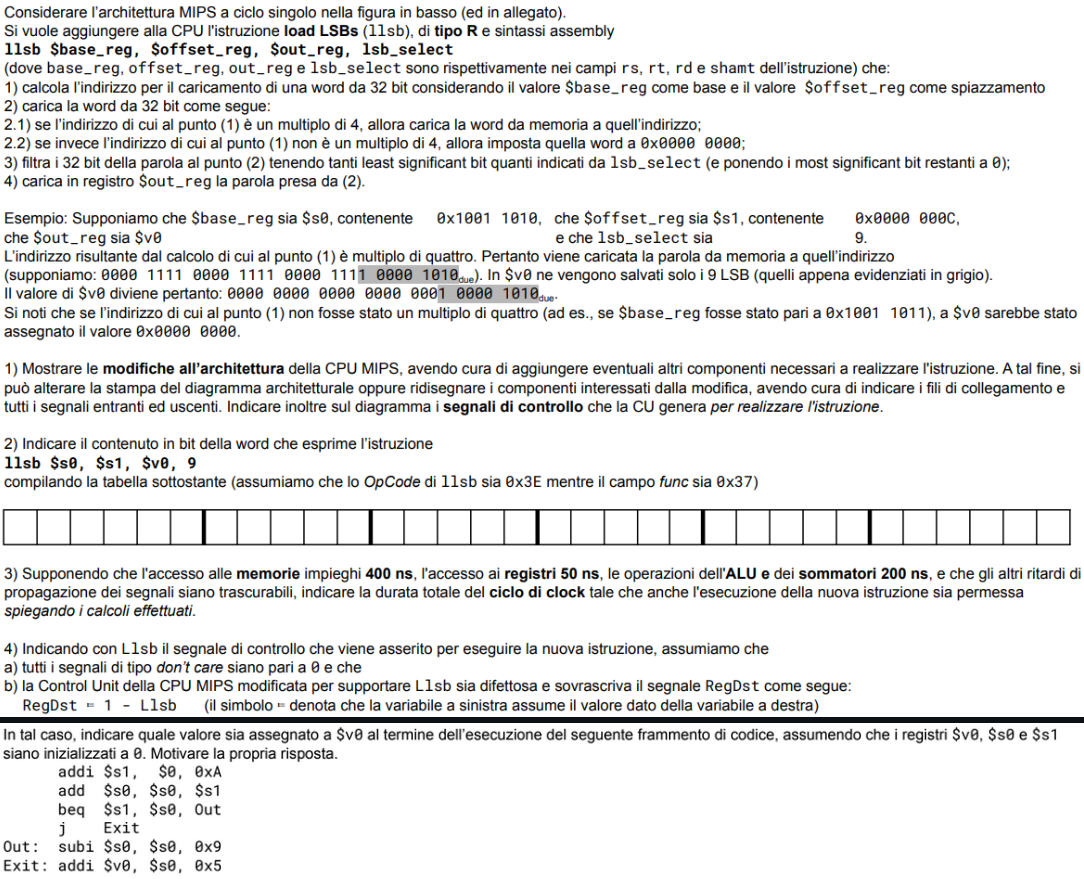 Considerare l'architettura MIPS a ciclo singolo nella figura in basso (ed in allegato).
Si vuole aggiungere alla CPU l'istruzione load LSBs (llsb), di tipo R e sintassi assembly
llsb $base_reg, $offset_reg, $out_reg, lsb_select
(dove base_reg, offset_reg, out_reg e lsb_select sono rispettivamente nei campi rs, rt, rd e shamt dell'istruzione) che:
1) calcola l'indirizzo per il caricamento di una word da 32 bit considerando il valore $base_reg come base e il valore $offset_reg come spiazzamento
2) carica la word da 32 bit come segue:
2.1) se l'indirizzo di cui al punto (1) è un multiplo di 4, allora carica la word da memoria a quell'indirizzo;
2.2) se invece l'indirizzo di cui al punto (1) non è un multiplo di 4, allora imposta quella word a 0x0000 0000;
3) filtra i 32 bit della parola al punto (2) tenendo tanti least significant bit quanti indicati da lsb_select (e ponendo i most significant bit restanti a 0);
4) carica in registro $out_reg la parola presa da (2).
Esempio: Supponiamo che $base_reg sia $s0, contenente 0x1001 1010, che $offset_reg sia $s1, contenente 0x0000 000C,
che $out_reg sia $v0 e che lsb_select sia 9.
L'indirizzo risultante dal calcolo di cui al punto (1) è multiplo di quattro. Pertanto viene caricata la parola da memoria a quell'indirizzo
(supponiamo: 0000 1111 0000 1111 0000 1111 0000 1010due). In $v0 ne vengono salvati solo i 9 LSB (quelli appena evidenziati in grigio).
Il valore di $v0 diviene pertanto: 0000 0000 0000 0000 0001 0000 1010due.
Si noti che se l'indirizzo di cui al punto (1) non fosse stato un multiplo di quattro (ad es., se $base_reg fosse stato pari a 0x1001 1011), a $v0 sarebbe stato
assegnato il valore 0x0000 0000.
1) Mostrare le modifiche all'architettura della CPU MIPS, avendo cura di aggiungere eventuali altri componenti necessari a realizzare l'istruzione. A tal fine, si
può alterare la stampa del diagramma architetturale oppure ridisegnare i componenti interessati dalla modifica, avendo cura di indicare i fili di collegamento e
tutti i segnali entranti ed uscenti. Indicare inoltre sul diagramma i segnali di controllo che la CU genera per realizzare l'istruzione.
2) Indicare il contenuto in bit della word che esprime l'istruzione
llsb $s0, $s1, $v0, 9
compilando la tabella sottostante (assumiamo che lo OpCode di llsb sia 0x3E mentre il campo func sia 0x37)
3) Supponendo che l'accesso alle memorie impieghi 400 ns, l'accesso ai registri 50 ns, le operazioni dell'ALU e dei sommatori 200 ns, e che gli altri ritardi di
propagazione dei segnali siano trascurabili, indicare la durata totale del ciclo di clock tale che anche l'esecuzione della nuova istruzione sia permessa
spiegando i calcoli effettuati.
4) Indicando con Llsb il segnale di controllo che viene asserito per eseguire la nuova istruzione, assumiamo che
a) tutti i segnali di tipo don't care siano pari a 0 e che
b) la Control Unit della CPU MIPS modificata per supportare Llsb sia difettosa e sovrascriva il segnale RegDst come segue:
RegDst ≔ 1 - Llsb (il simbolo ≔ denota che la variabile a sinistra assume il valore dato della variabile a destra)
In tal caso, indicare quale valore sia assegnato a $v0 al termine dell'esecuzione del seguente frammento di codice, assumendo che i registri $v0, $s0 e $s1
siano inizializzati a 0. Motivare la propria risposta.
addi $s1, $0, 0xA
add $s0, $s0, $s1
beq $s1, $s0, Out
j Exit
Out: subi $s0, $s0, 0x9
Exit: addi $v0, $s0, 0x5